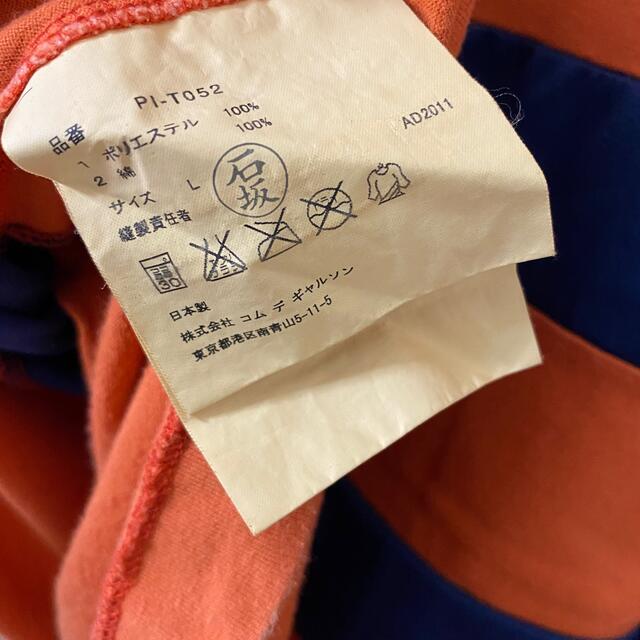 品番 PI-T052
AD2011
1 ポリエステル 100%
2 綿 100%
サイズ L
縫製責任者
石坂
日本製
株式会社 コム デ ギャルソン
東京都港区南青山5-11-5